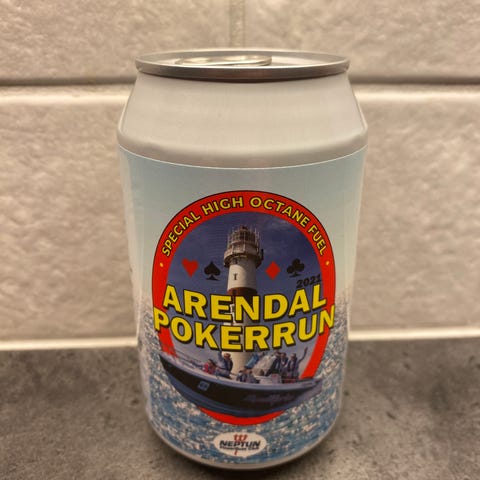 · SPECIAL HIGH OCTANE FUEL ·
2021
ARENDAL
POKERRUN
NEPTUN